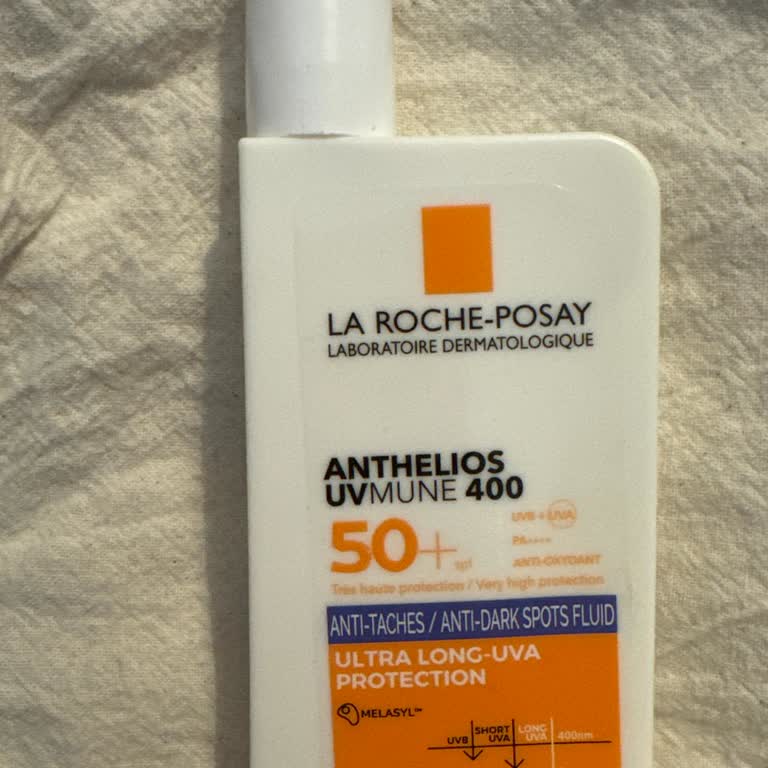 LA ROCHE-POSAY
LABORATOIRE DERMATOLOGIQUE
ANTHELIOS
UVMUNE 400
50+ spf
UVB + UVA
PA++++
ANTI-OXYDANT
Très haute protection / Very high protection
ANTI-TACHES / ANTI-DARK SPOTS FLUID
ULTRA LONG-UVA
PROTECTION
MELASYL™
UVB
SHORT UVA
LONG UVA
400nm